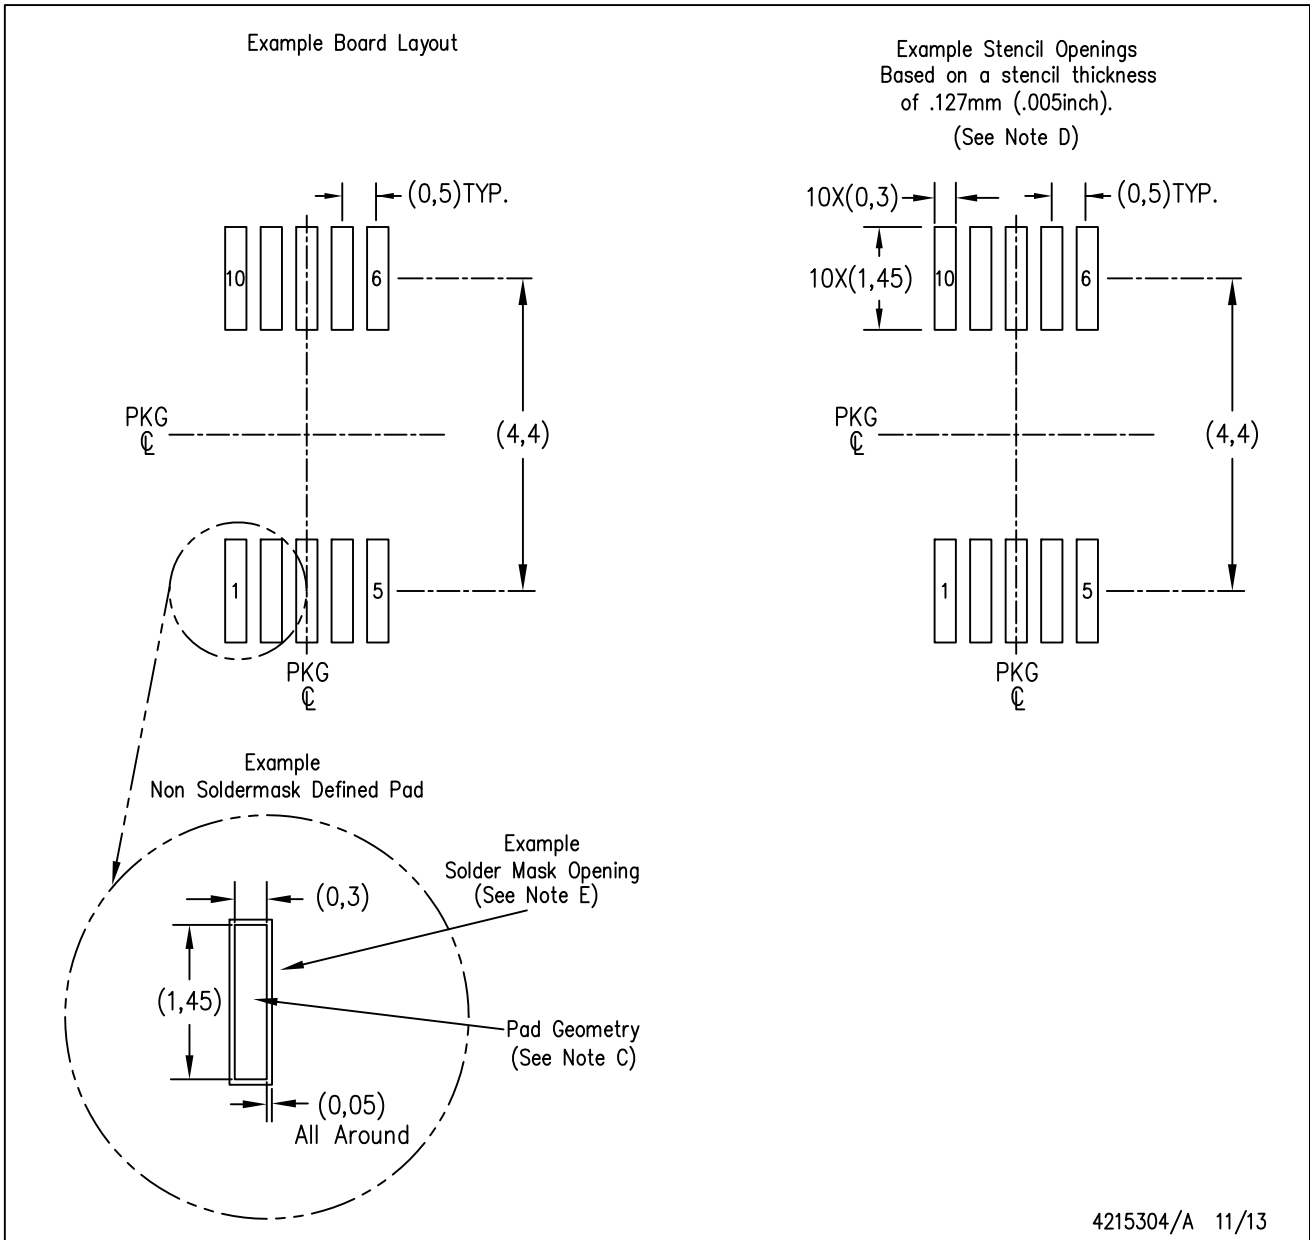 Example Board Layout
(0,5)TYP.
10
6
PKG
℄
(4,4)
1
5
PKG
℄
Example
Non Soldermask Defined Pad
Example
Solder Mask Opening
(See Note E)
(0,3)
(1,45)
Pad Geometry
(See Note C)
(0,05)
All Around
Example Stencil Openings
Based on a stencil thickness
of .127mm (.005inch).
(See Note D)
10X(0,3)
(0,5)TYP.
10X(1,45)
10
6
PKG
℄
(4,4)
1
5
PKG
℄
4215304/A 11/13